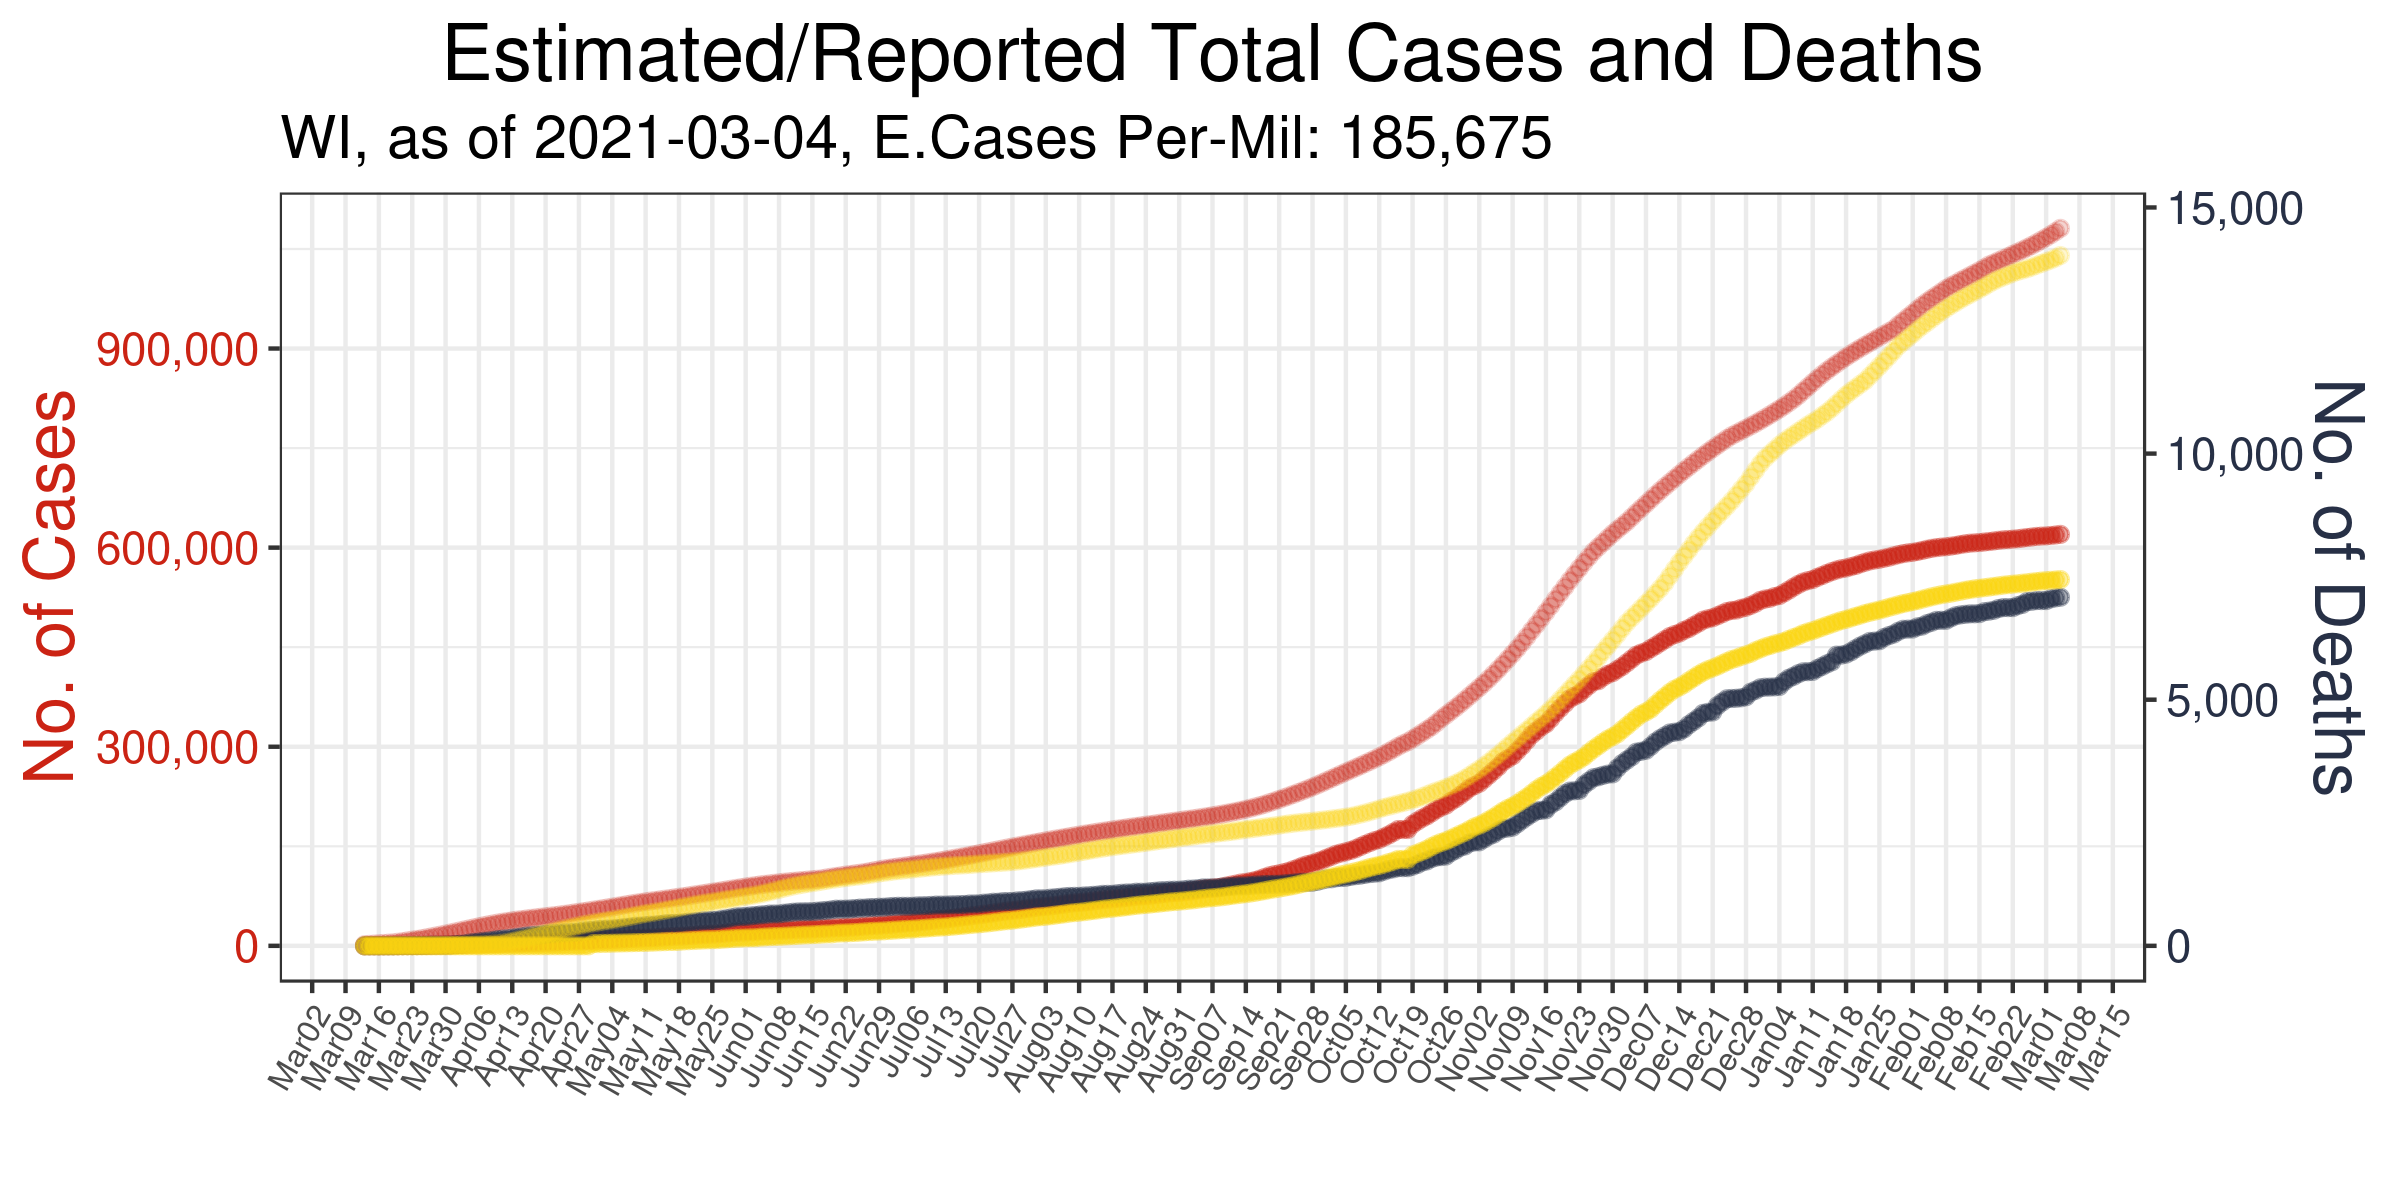 Estimated/Reported Total Cases and Deaths
WI, as of 2021-03-04, E.Cases Per-Mil: 185,675
No. of Cases
900,000
600,000
300,000
0
15,000
10,000
5,000
0
No. of Deaths
Mar02
Mar09
Mar16
Mar23
Mar30
Apr06
Apr13
Apr20
Apr27
May04
May11
May18
May25
Jun01
Jun08
Jun15
Jun22
Jun29
Jul06
Jul13
Jul20
Jul27
Aug03
Aug10
Aug17
Aug24
Aug31
Sep07
Sep14
Sep21
Sep28
Oct05
Oct12
Oct19
Oct26
Nov02
Nov09
Nov16
Nov23
Nov30
Dec07
Dec14
Dec21
Dec28
Jan04
Jan11
Jan18
Jan25
Feb01
Feb08
Feb15
Feb22
Mar01
Mar08
Mar15